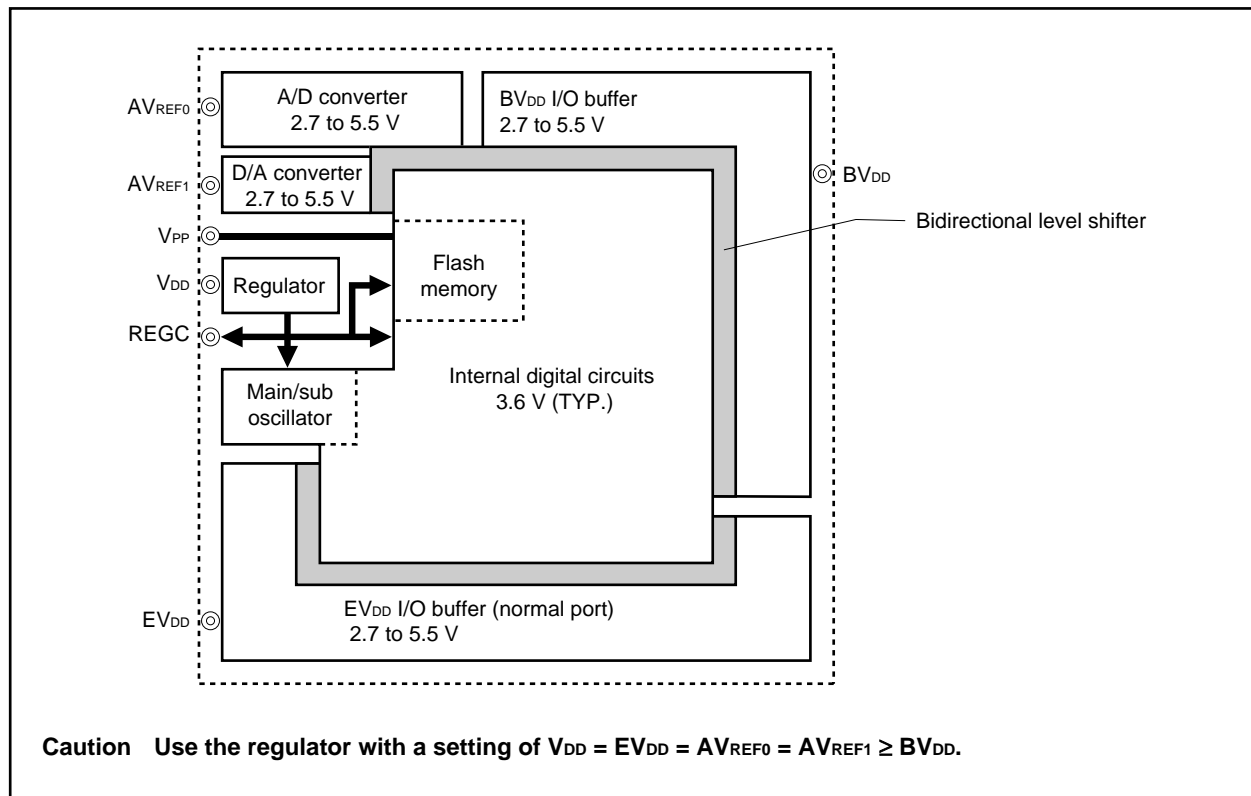 AVREF0
A/D converter
2.7 to 5.5 V
BVDD I/O buffer
2.7 to 5.5 V
AVREF1
D/A converter
2.7 to 5.5 V
BVDD
Bidirectional level shifter
VPP
Flash
memory
VDD
Regulator
REGC
Internal digital circuits
3.6 V (TYP.)
Main/sub
oscillator
EVDD I/O buffer (normal port)
2.7 to 5.5 V
EVDD
Caution Use the regulator with a setting of VDD = EVDD = AVREF0 = AVREF1 ≥ BVDD.